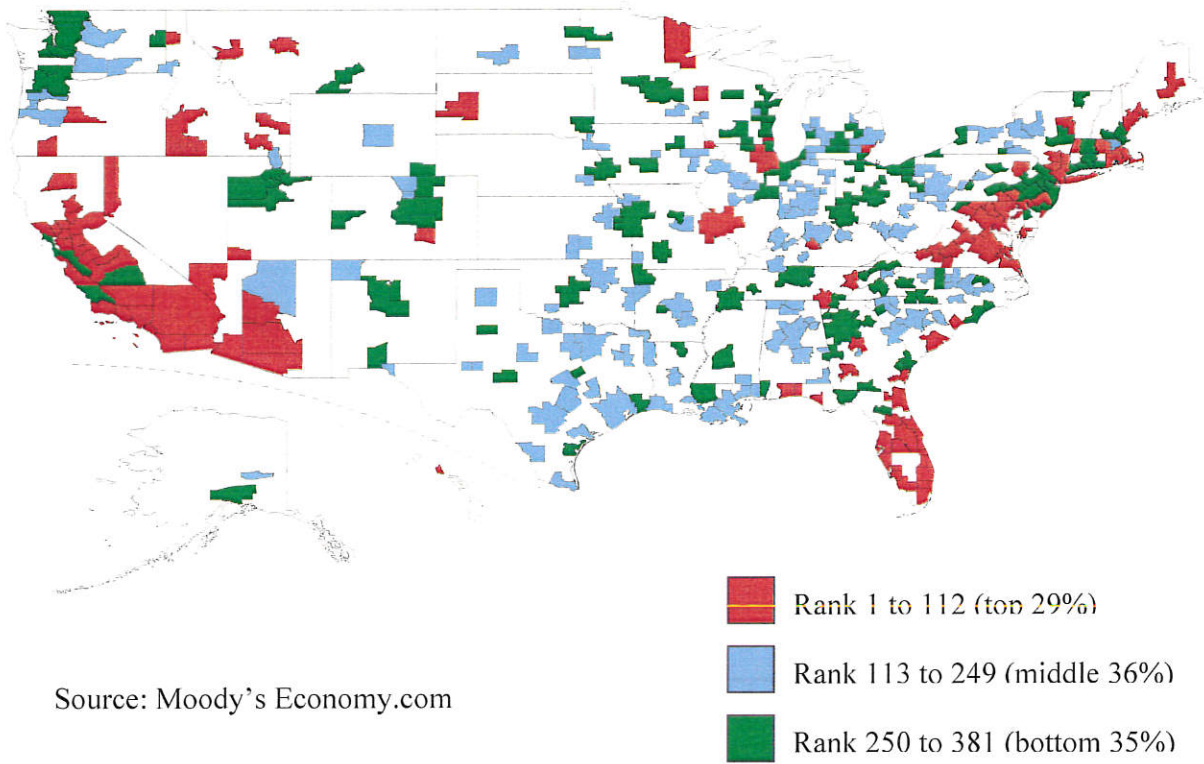 Rank 1 to 112 (top 29%)
Rank 113 to 249 (middle 36%)
Source: Moody's Economy.com
Rank 250 to 381 (bottom 35%)